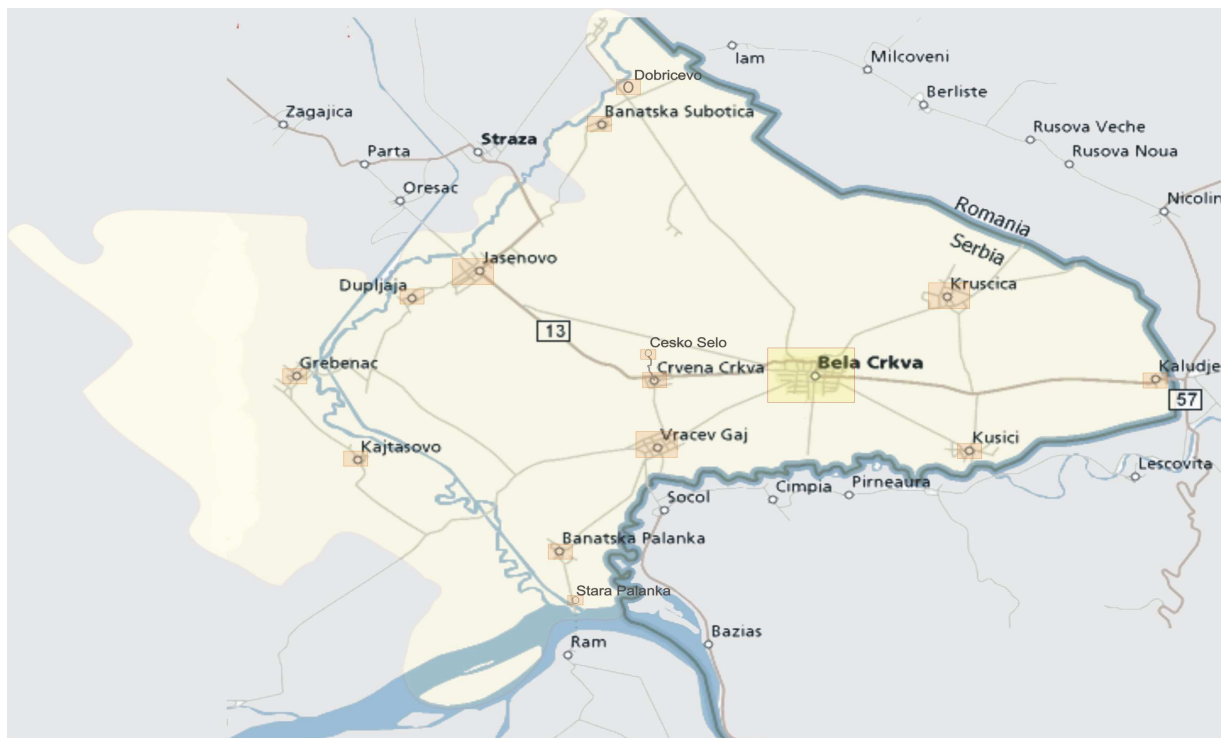 Iam
Milcoveni
Dobricevo
Berliste
Zagajica
Banatska Subotica
Rusova Veche
Straza
Parta
Rusova Noua
Oresac
Nicolin
Romania
Serbia
Jasenovo
Dupljaja
Kruscica
13
Cesko Selo
Grebenac
Crvena Crkva
Bela Crkva
Kaludje
57
Vracev Gaj
Kusici
Kajtasovo
Lescovita
Socol
Cimpia
Pirneaura
Banatska Palanka
Stara Palanka
Ram
Bazias